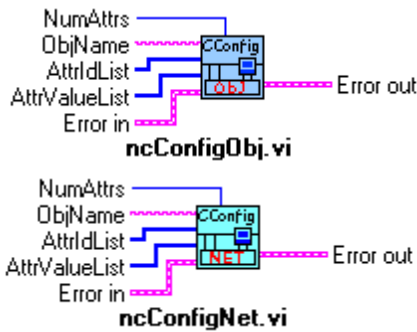 NumAttrs
ObjName
AttrIdList
AttrValueList
Error in
CConfig
ObJ
Error out
ncConfigObj.vi
NumAttrs
ObjName
AttrIdList
AttrValueList
Error in
CConfig
NET
Error out
ncConfigNet.vi